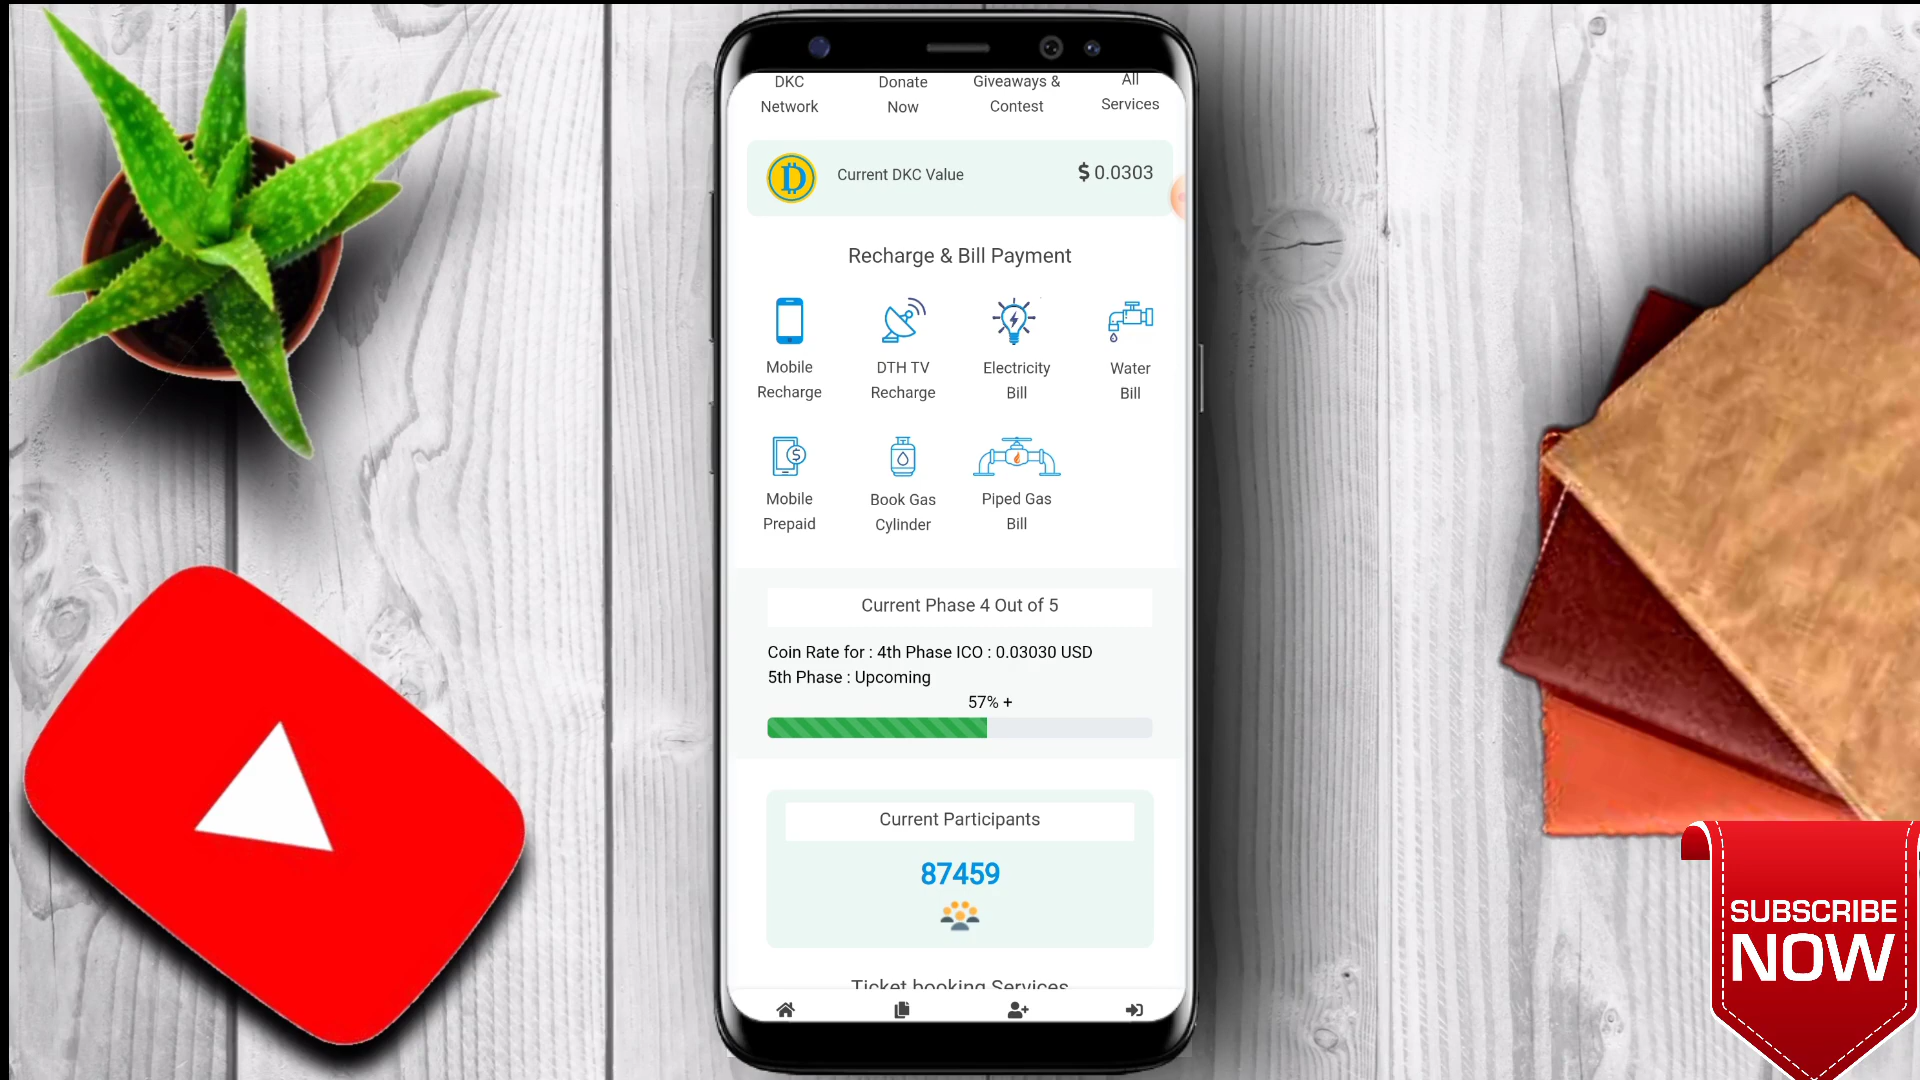 DKC
Network
Donate
Now
Giveaways &
Contest
All
Services
Current DKC Value
$ 0.0303
Recharge & Bill Payment
Mobile
Recharge
DTH TV
Recharge
Electricity
Bill
Water
Bill
Mobile
Prepaid
Book Gas
Cylinder
Piped Gas
Bill
Current Phase 4 Out of 5
Coin Rate for : 4th Phase ICO : 0.03030 USD
5th Phase : Upcoming
57% +
Current Participants
87459
Ticket booking Services
SUBSCRIBE
NOW